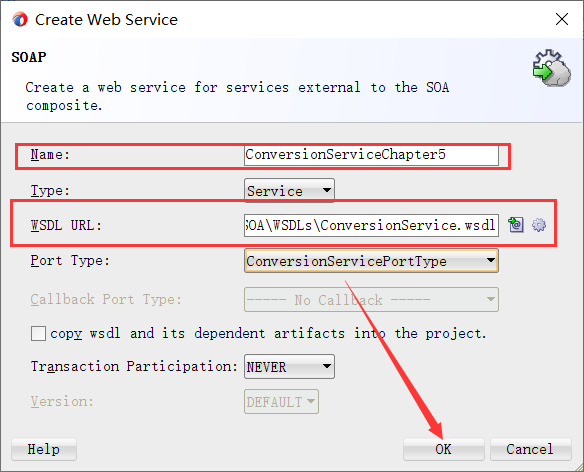 Create Web Service
SOAP
Create a web service for services external to the SOA
composite.
Name: ConversionServiceChapter5
Type: Service
WSDL URL: SOA\WSDLs\ConversionService.wsdl
Port Type: ConversionServicePortType
Callback Port Type: ----- No Callback -----
copy wsdl and its dependent artifacts into the project.
Transaction Participation: NEVER
Version: DEFAULT
Help OK Cancel